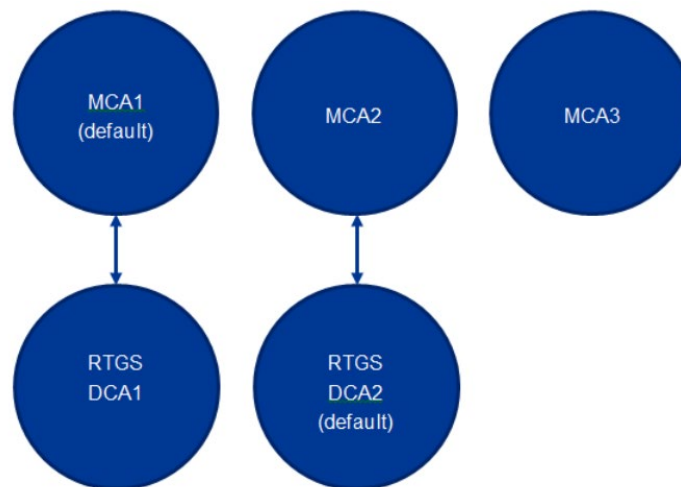 MCA1
(default)
MCA2
MCA3
RTGS
DCA1
RTGS
DCA2
(default)